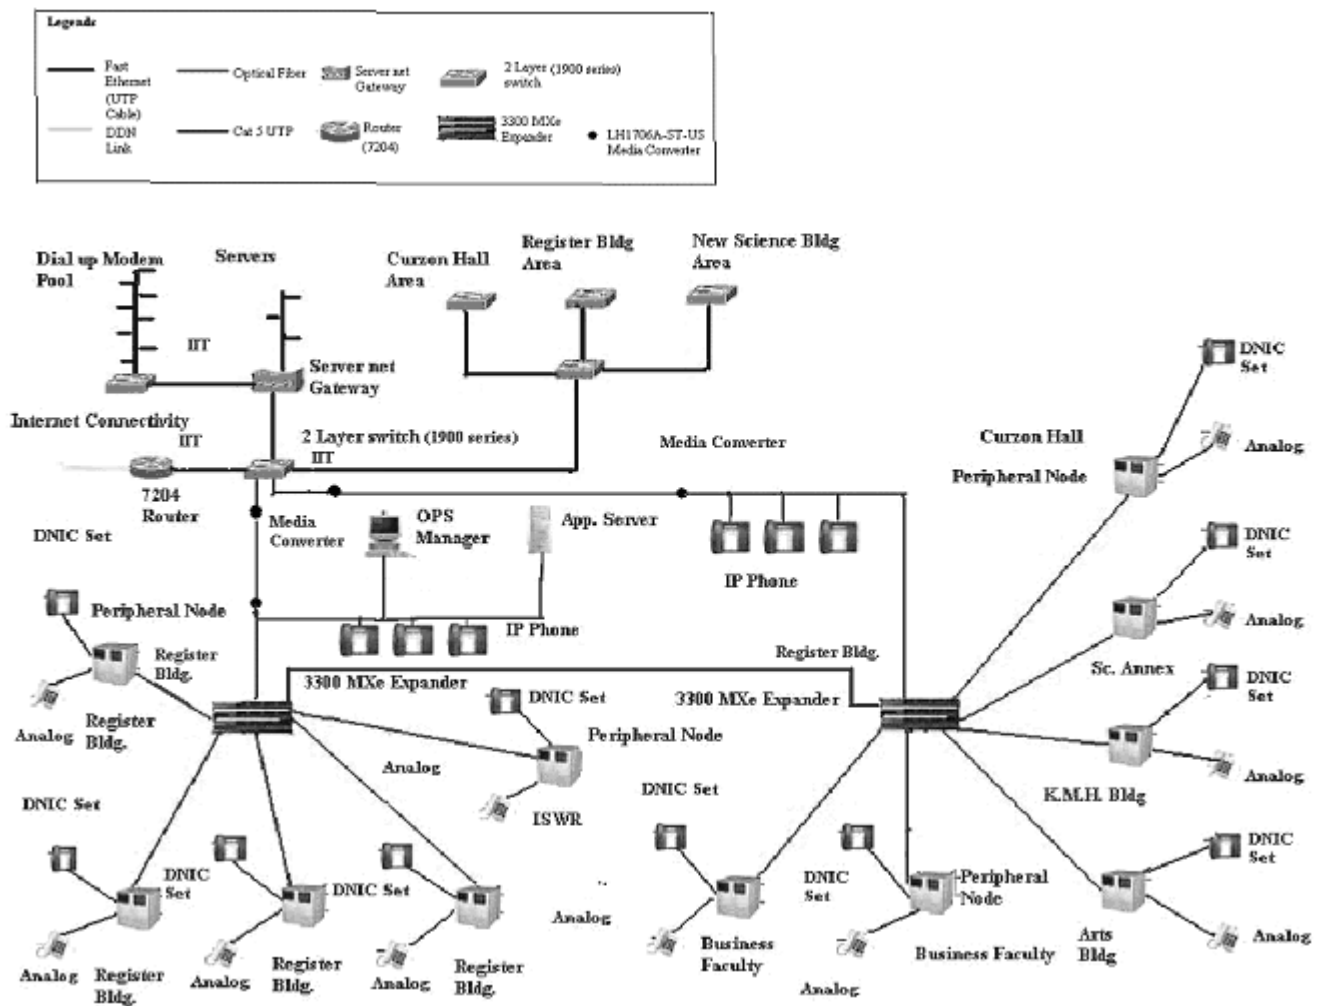 Legends
Fast
Ethernet
(UTP
Cable)
DDN
Link
Optical Fiber
Cat 5 UTP
Server net
Gateway
Router
(7204)
2 Layer (1900 series)
switch
3300 MXe
Expander
LH1706A-ST-US
Media Converter
Dial up Modem
Pool
Servers
Curzon Hall
Area
Register Bldg
Area
New Science Bldg
Area
IIT
Server net
Gateway
Internet Connectivity
IIT
2 Layer switch (1900 series)
IIT
7204
Router
Media Converter
Media
Converter
OPS
Manager
App. Server
IP Phone
IP Phone
DNIC Set
Peripheral Node
Register
Bldg.
Analog
Register
Bldg.
3300 MXe Expander
Register Bldg.
3300 MXe Expander
DNIC Set
Peripheral Node
Analog
ISWR
DNIC Set
DNIC
Set
DNIC Set
Analog
Register
Bldg.
Analog
Register
Bldg.
Analog
Register
Bldg.
DNIC Set
Analog
Business
Faculty
DNIC
Set
Peripheral
Node
Business Faculty
Analog
Curzon Hall
Peripheral Node
DNIC
Set
Analog
DNIC
Set
Analog
Sc. Annex
DNIC
Set
Analog
K.M.H. Bldg
DNIC
Set
Analog
Arts
Bldg